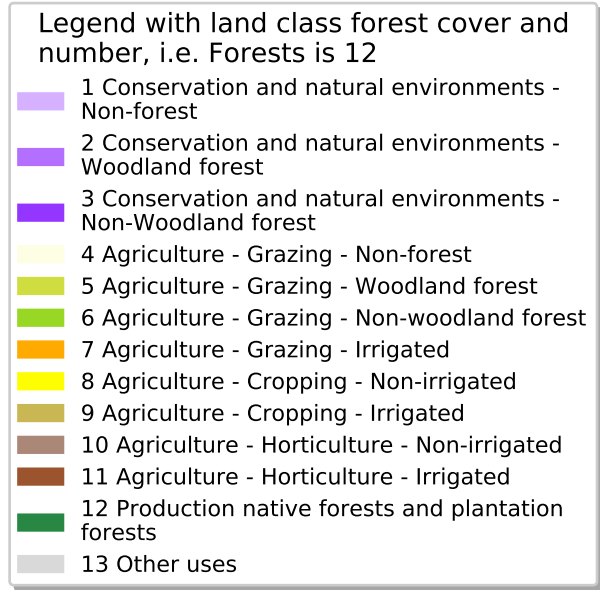 Legend with land class forest cover and
number, i.e. Forests is 12
1 Conservation and natural environments -
Non-forest
2 Conservation and natural environments -
Woodland forest
3 Conservation and natural environments -
Non-Woodland forest
4 Agriculture - Grazing - Non-forest
5 Agriculture - Grazing - Woodland forest
6 Agriculture - Grazing - Non-woodland forest
7 Agriculture - Grazing - Irrigated
8 Agriculture - Cropping - Non-irrigated
9 Agriculture - Cropping - Irrigated
10 Agriculture - Horticulture - Non-irrigated
11 Agriculture - Horticulture - Irrigated
12 Production native forests and plantation
forests
13 Other uses